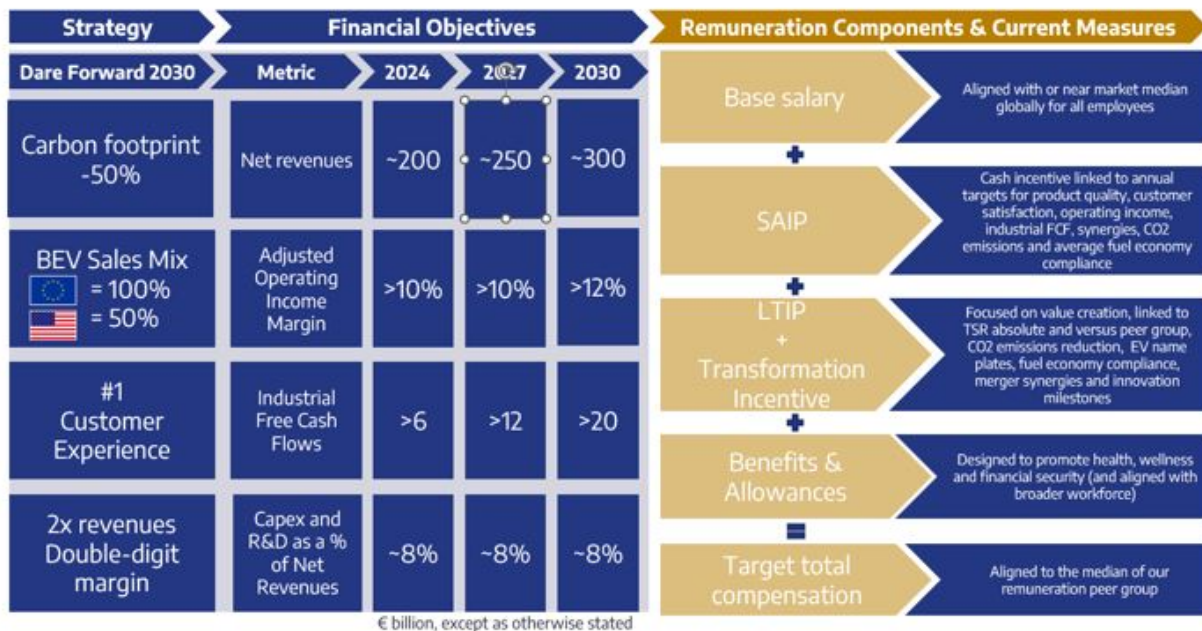 Strategy
Financial Objectives
Remuneration Components & Current Measures
Dare Forward 2030
Metric
2024
2027
2030
Carbon footprint
-50%
Net revenues
~200
~250
~300
BEV Sales Mix
= 100%
= 50%
Adjusted
Operating
Income
Margin
>10%
>10%
>12%
#1
Customer
Experience
Industrial
Free Cash
Flows
>6
>12
>20
2x revenues
Double-digit
margin
Capex and
R&D as a %
of Net
Revenues
~8%
~8%
~8%
€ billion, except as otherwise stated
Base salary
Aligned with or near market median
globally for all employees
+
SAIP
Cash incentive linked to annual
targets for product quality, customer
satisfaction, operating income,
industrial FCF, synergies, CO2
emissions and average fuel economy
compliance
+
LTIP
+
Transformation
Incentive
Focused on value creation, linked to
TSR absolute and versus peer group,
CO2 emissions reduction, EV name
plates, fuel economy compliance,
merger synergies and innovation
milestones
+
Benefits &
Allowances
Designed to promote health, wellness
and financial security (and aligned with
broader workforce)
=
Target total
compensation
Aligned to the median of our
remuneration peer group